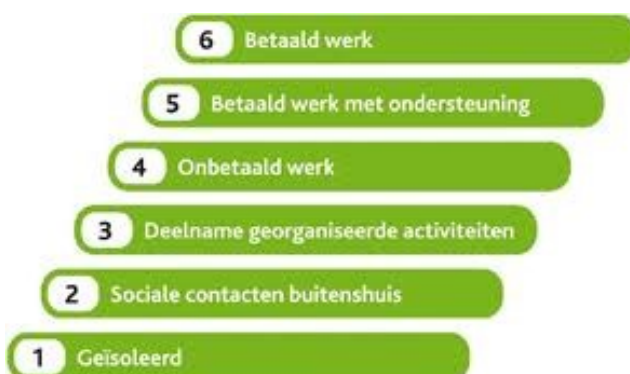 6 Betaald werk
5 Betaald werk met ondersteuning
4 Onbetaald werk
3 Deelname georganiseerde activiteiten
2 Sociale contacten buitenshuis
1 Geïsoleerd